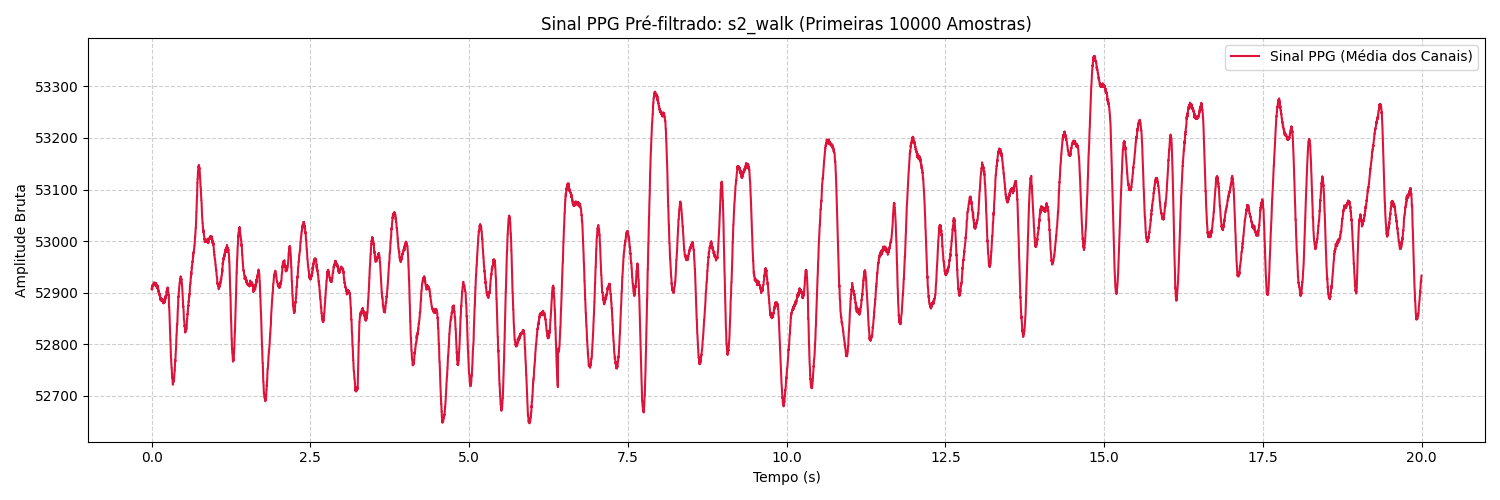 Sinal PPG Pré-filtrado: s2_walk (Primeiras 10000 Amostras)
Sinal PPG (Média dos Canais)
Amplitude Bruta
53300
53200
53100
53000
52900
52800
52700
0.0 2.5 5.0 7.5 10.0 12.5 15.0 17.5 20.0
Tempo (s)